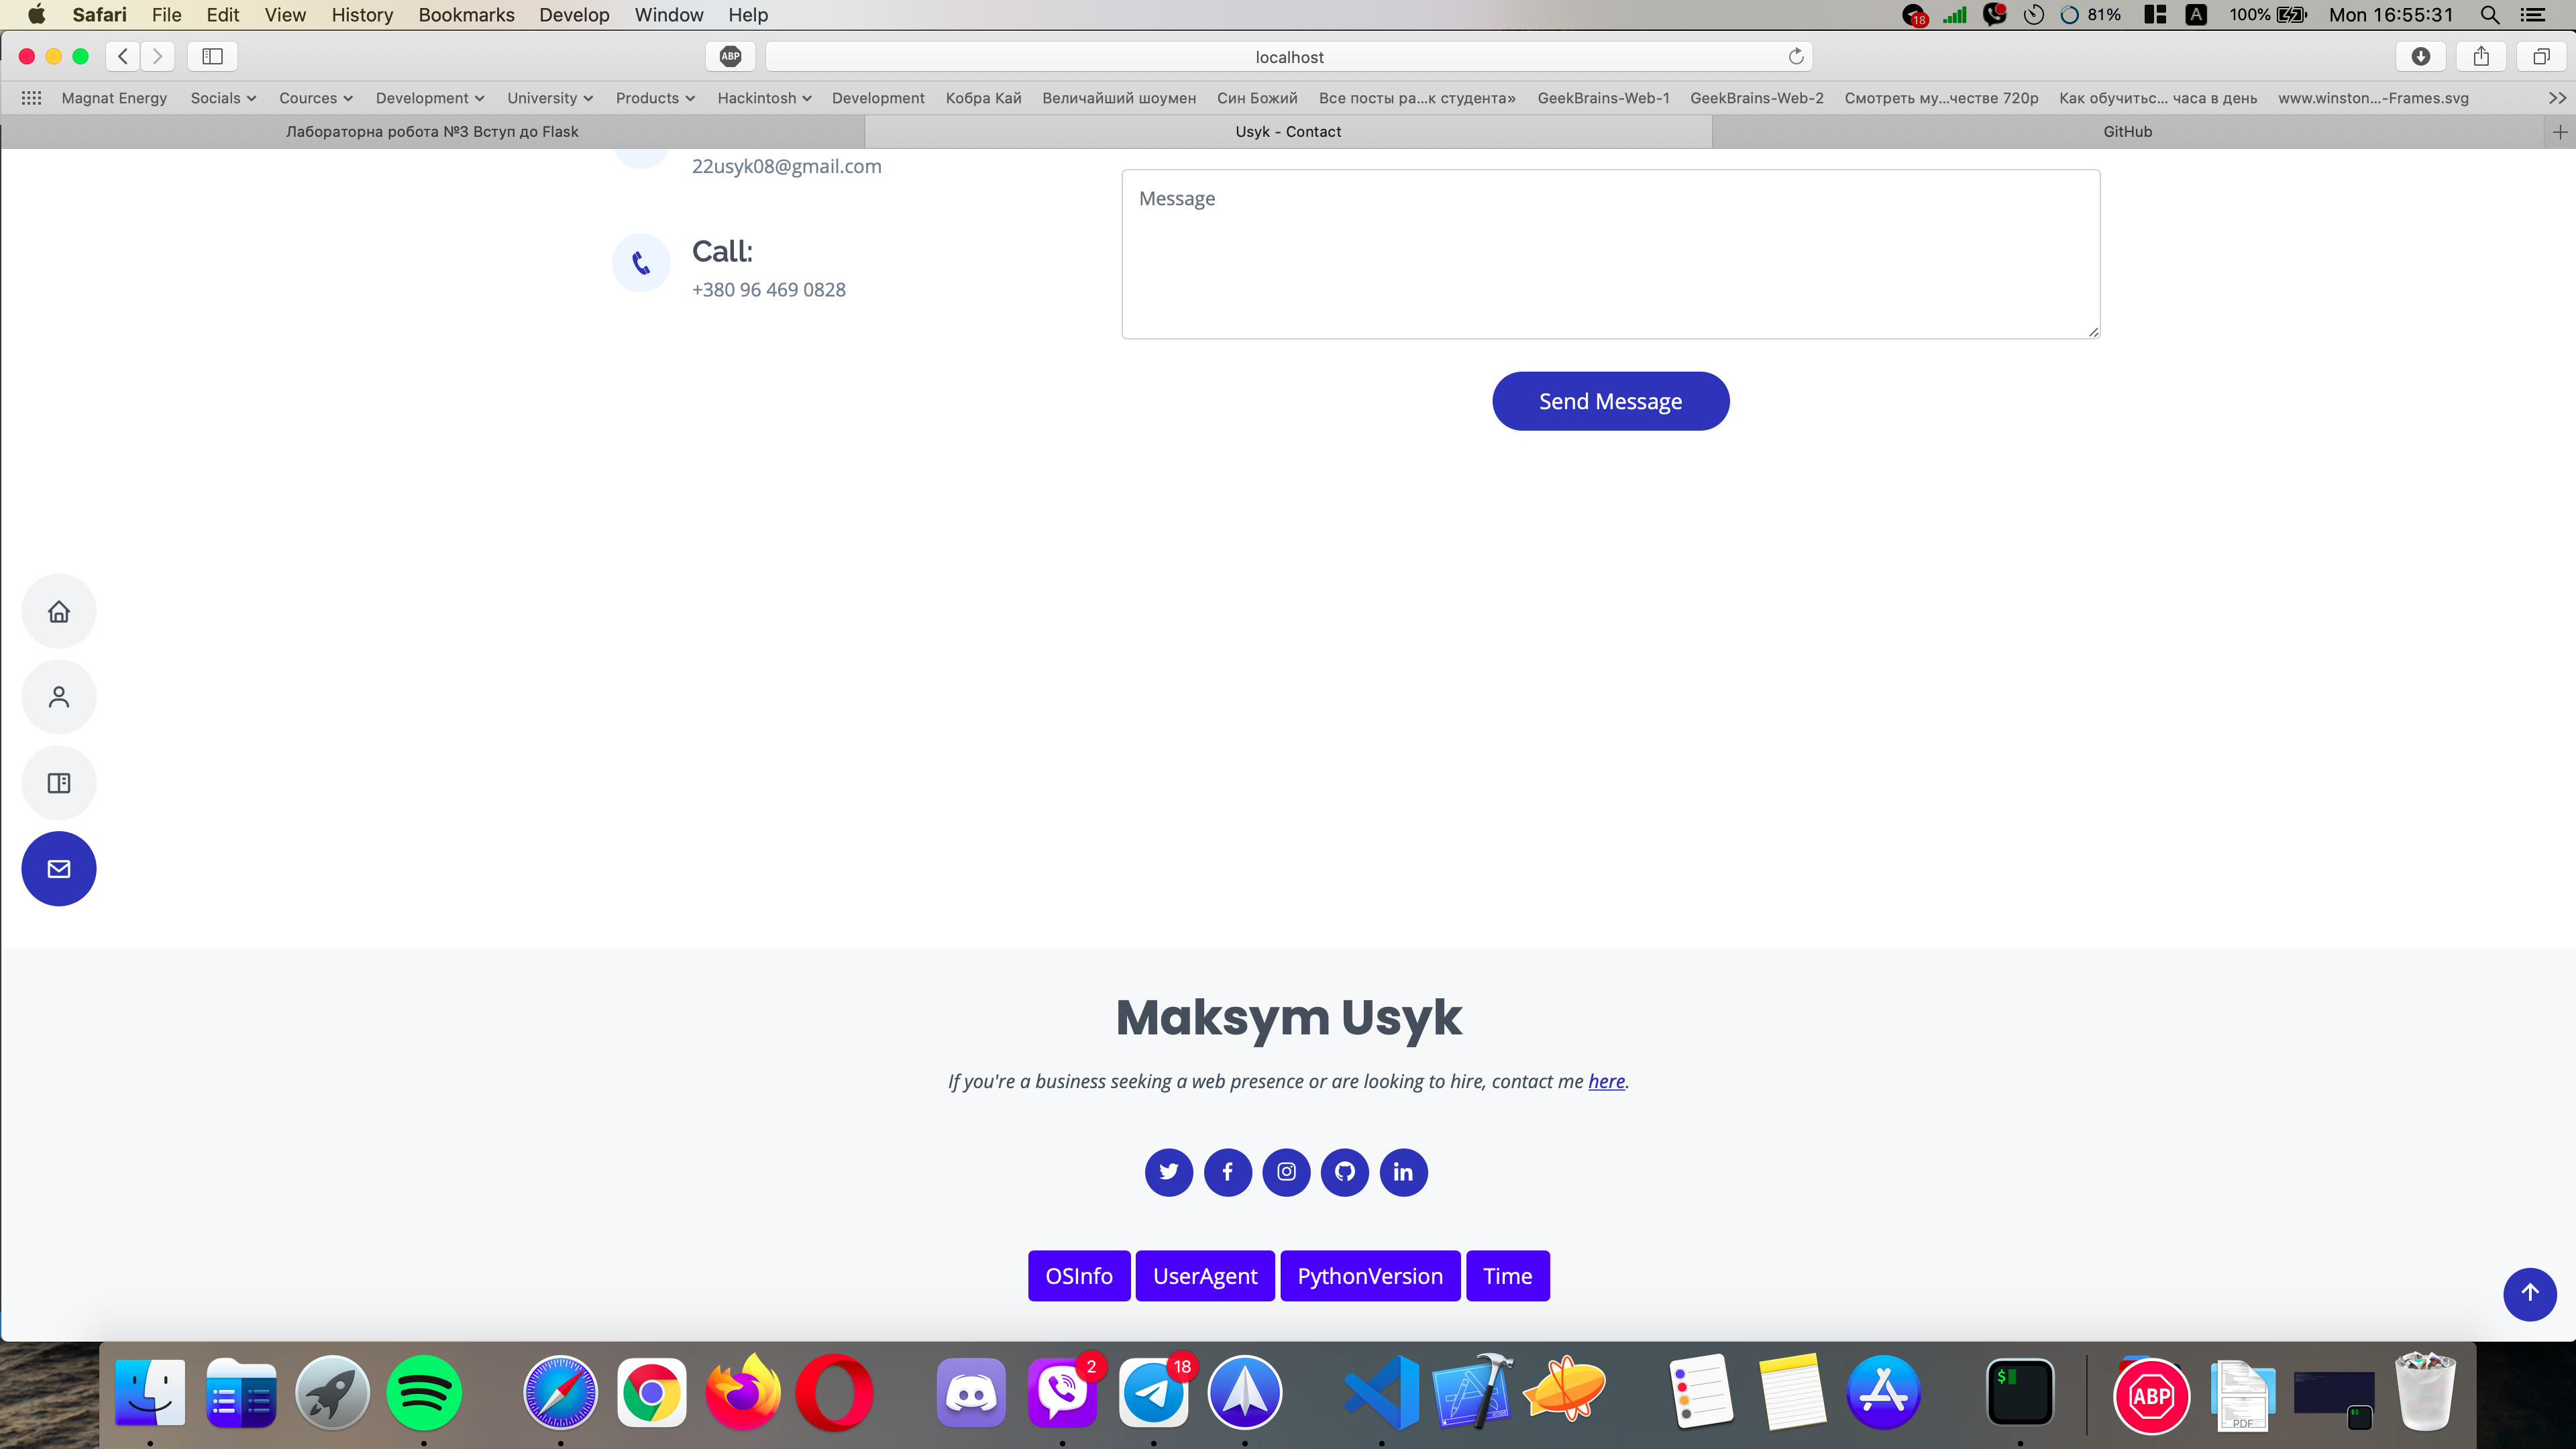 Safari File Edit View History Bookmarks Develop Window Help 18 81% A 100% Mon 16:55:31
ABP localhost
Magnat Energy Socials Cources Development University Products Hackintosh Development Кобра Кай Величайший шоумен Син Божий Все посты ра...к студента» GeekBrains-Web-1 GeekBrains-Web-2 Смотреть му...честве 720p Как обучитьс... часа в день www.winston...-Frames.svg
Лабораторна робота №3 Вступ до Flask Usyk - Contact GitHub
22usyk08@gmail.com
Message
Call:
+380 96 469 0828
Send Message
Maksym Usyk
If you're a business seeking a web presence or are looking to hire, contact me here.
OSInfo UserAgent PythonVersion Time
2 18 $ ABP PDF